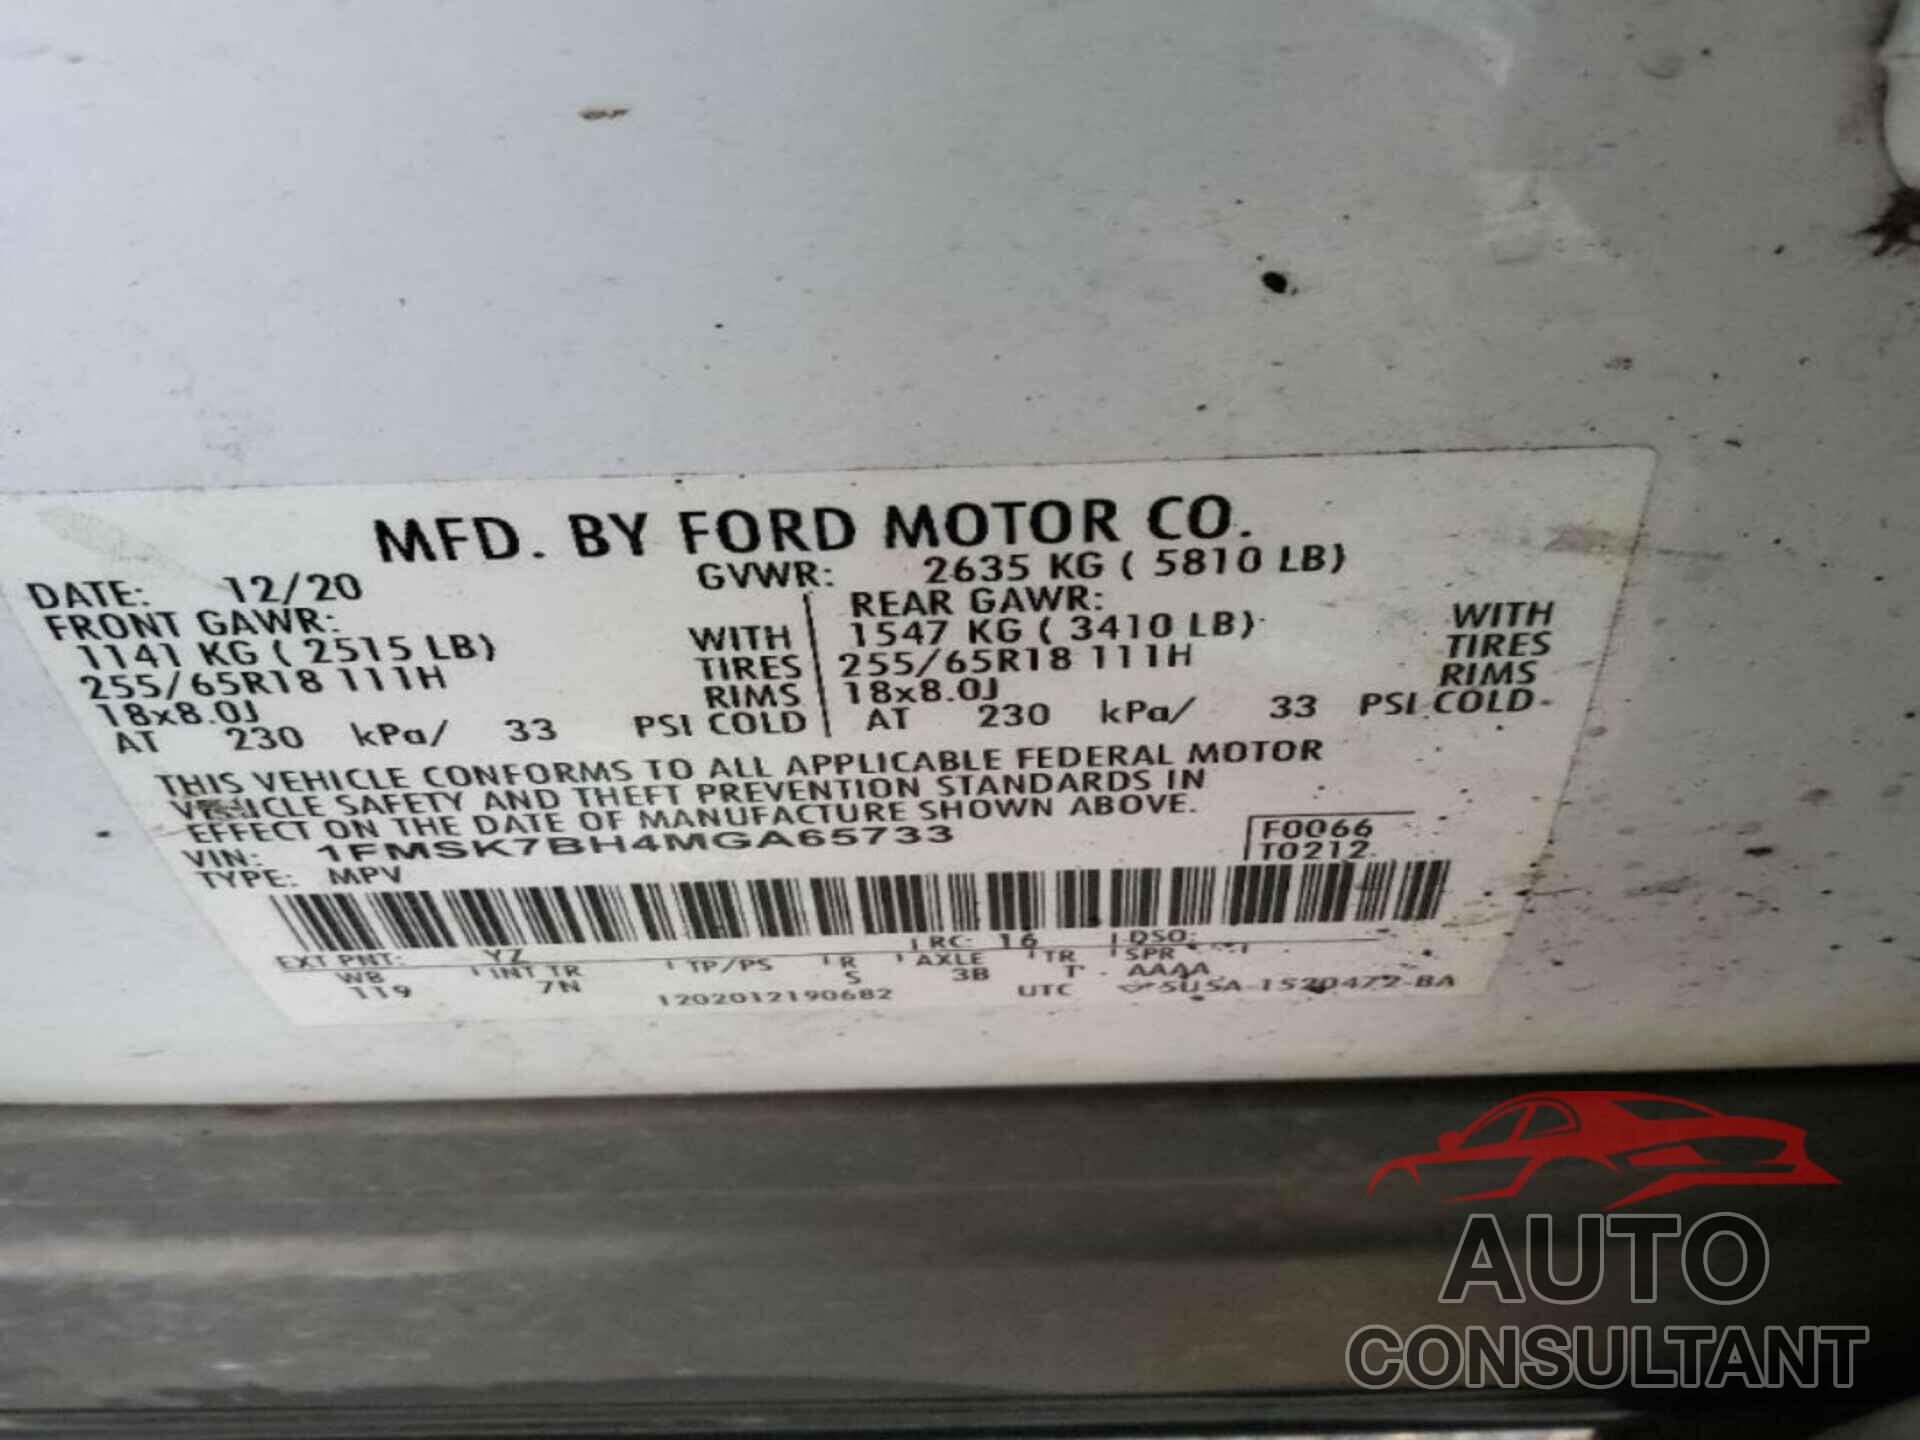 MFD. BY FORD MOTOR CO.
DATE: 12/20 GVWR: 2635 KG ( 5810 LB)
FRONT GAWR: REAR GAWR:
1141 KG ( 2515 LB) WITH 1547 KG ( 3410 LB) WITH
255/65R18 111H TIRES 255/65R18 111H TIRES
18x8.0J RIMS 18x8.0J RIMS
AT 230 kPa/ 33 PSI COLD AT 230 kPa/ 33 PSI COLD
THIS VEHICLE CONFORMS TO ALL APPLICABLE FEDERAL MOTOR
VEHICLE SAFETY AND THEFT PREVENTION STANDARDS IN
EFFECT ON THE DATE OF MANUFACTURE SHOWN ABOVE.
VIN: 1FMSK7BH4MGA65733 F0066
TYPE: MPV T0212
EXT PNT: YZ RC: 16 DSO:
WB INT TR TP/PS R AXLE TR SPR
119 7N S 3B T AAAA
1202012190682 UTC 5U5A-1520472-BA
AUTO
CONSULTANT